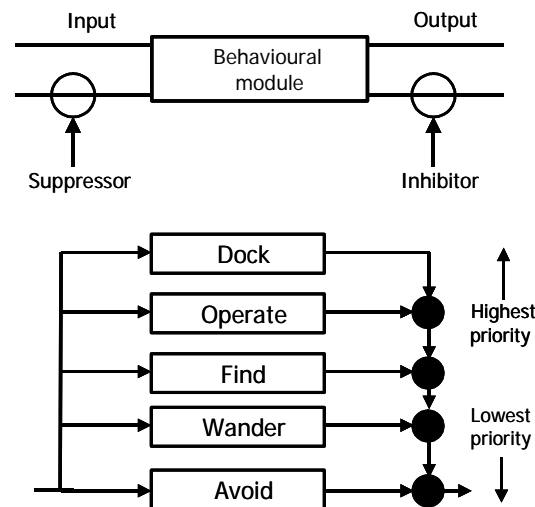 Input
Output
Behavioural
module
Suppressor
Inhibitor
Dock
Operate
Highest
priority
Find
Wander
Lowest
priority
Avoid